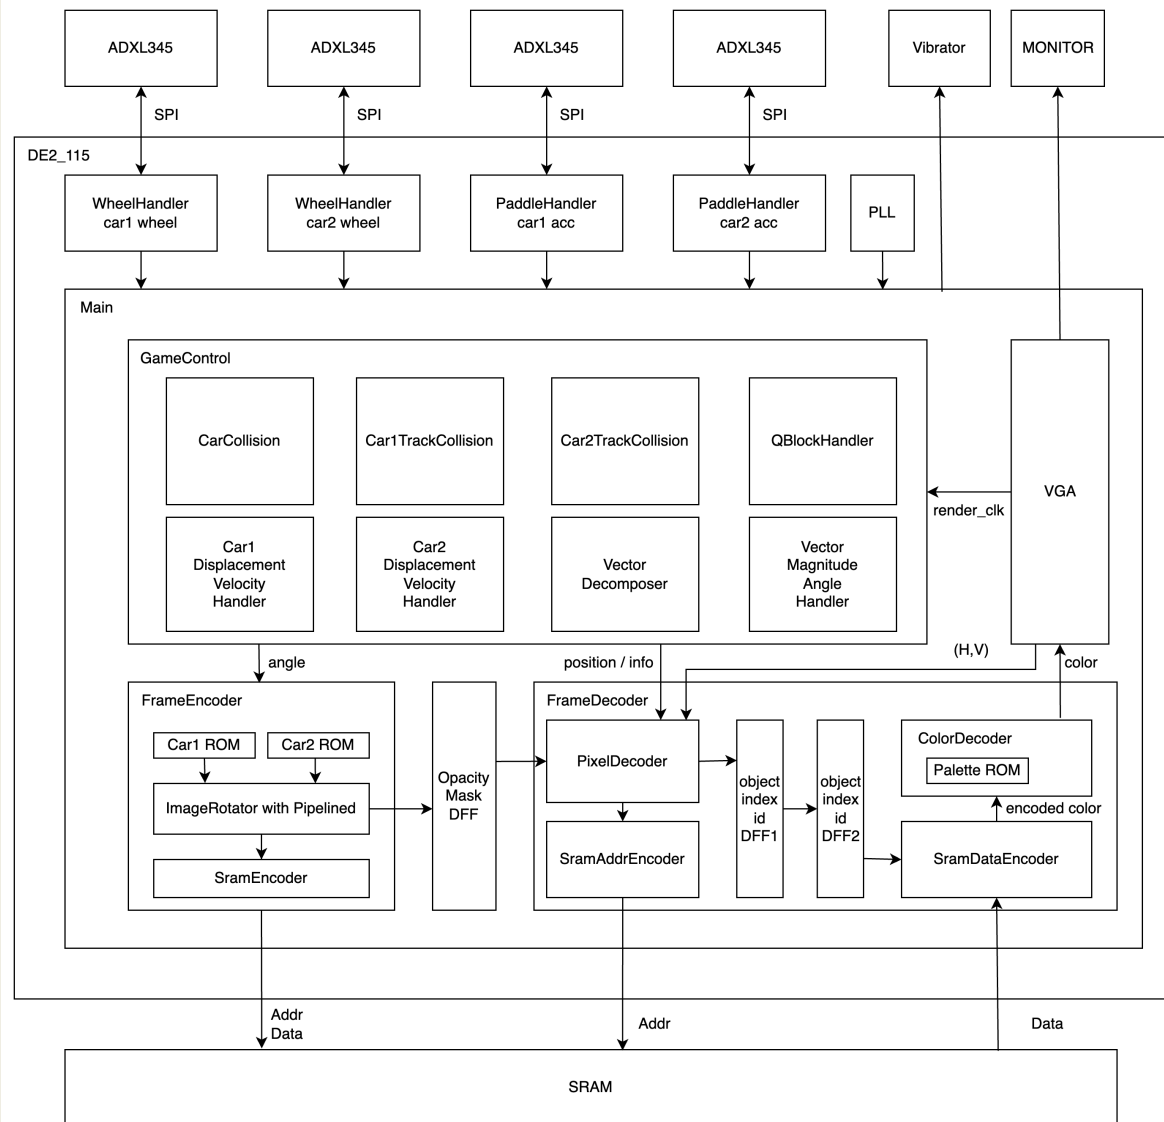 ADXL345
ADXL345
ADXL345
ADXL345
Vibrator
MONITOR
SPI
SPI
SPI
SPI
DE2_115
WheelHandler
car1 wheel
WheelHandler
car2 wheel
PaddleHandler
car1 acc
PaddleHandler
car2 acc
PLL
Main
GameControl
CarCollision
Car1TrackCollision
Car2TrackCollision
QBlockHandler
VGA
render_clk
Car1
Displacement
Velocity
Handler
Car2
Displacement
Velocity
Handler
Vector
Decomposer
Vector
Magnitude
Angle
Handler
angle
position / info
(H,V)
color
FrameEncoder
Car1 ROM
Car2 ROM
ImageRotator with Pipelined
SramEncoder
Opacity
Mask
DFF
FrameDecoder
PixelDecoder
SramAddrEncoder
object
index
id
DFF1
object
index
id
DFF2
ColorDecoder
Palette ROM
encoded color
SramDataEncoder
Addr
Data
Addr
Data
SRAM